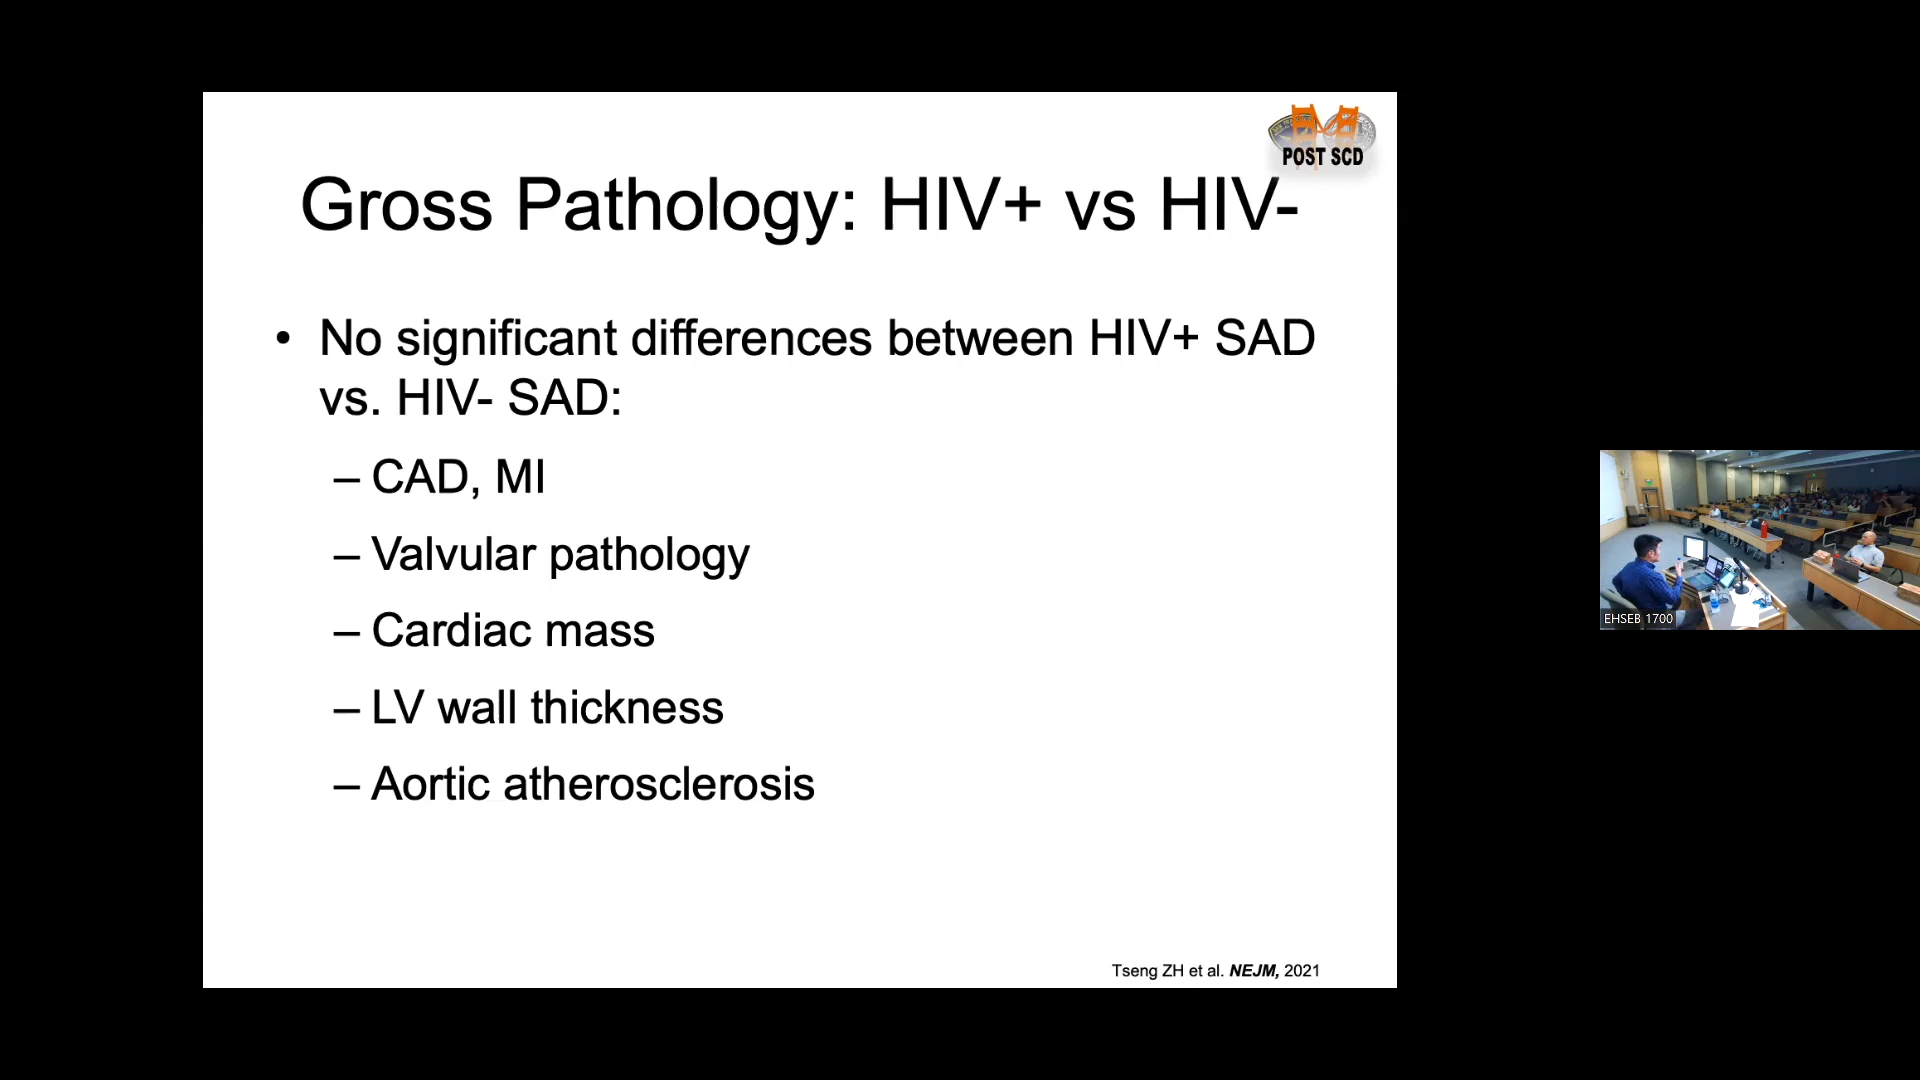 POST SCD
Gross Pathology: HIV+ vs HIV-
• No significant differences between HIV+ SAD
vs. HIV- SAD:
– CAD, MI
– Valvular pathology
– Cardiac mass
– LV wall thickness
– Aortic atherosclerosis
Tseng ZH et al. NEJM, 2021
EHSEB 1700